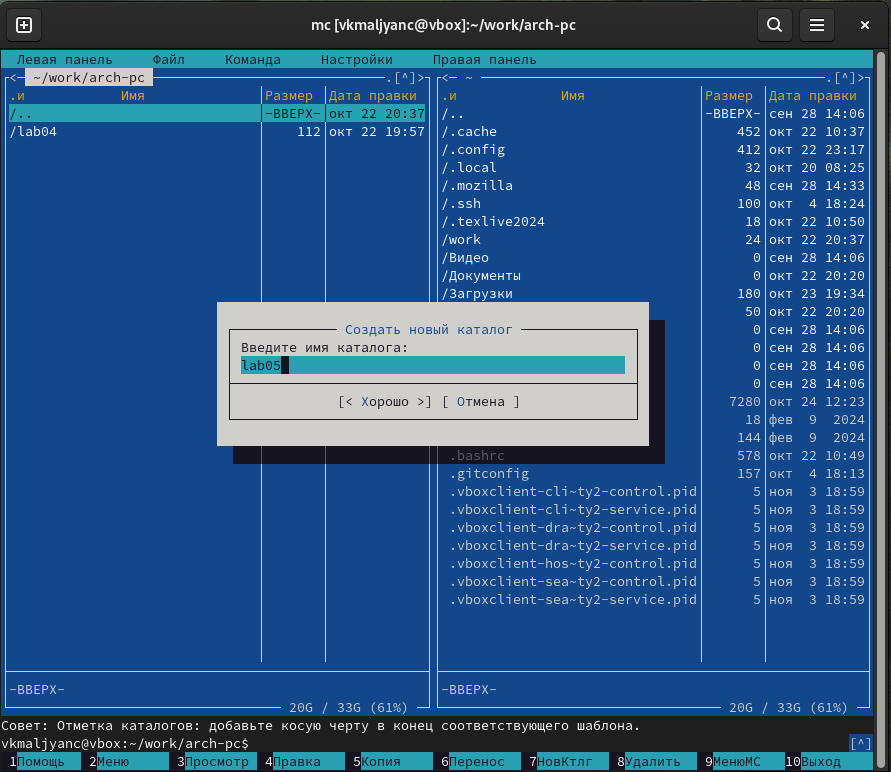 mc [vkmaljyanc@vbox]:~/work/arch-pc
Левая панель Файл Команда Настройки Правая панель
<— ~/work/arch-pc .[^]> <— ~ .[^]>
.и Имя Размер Дата правки .и Имя Размер Дата правки
/.. -ВВЕРХ- окт 22 20:37 /.. -ВВЕРХ- сен 28 14:06
/lab04 112 окт 22 19:57 /.cache 452 окт 22 10:37
/.config 412 окт 22 23:17
/.local 32 окт 20 08:25
/.mozilla 48 сен 28 14:33
/.ssh 100 окт 4 18:24
/.texlive2024 18 окт 22 10:50
/work 24 окт 22 20:37
/Видео 0 сен 28 14:06
/Документы 0 окт 22 20:20
/Загрузки 180 окт 23 19:34
50 окт 22 20:20
Создать новый каталог 0 сен 28 14:06
Введите имя каталога: 0 сен 28 14:06
lab05 0 сен 28 14:06
0 сен 28 14:06
[< Хорошо >] [ Отмена ] 7280 окт 24 12:23
18 фев 9 2024
144 фев 9 2024
.bashrc 578 окт 22 10:49
.gitconfig 157 окт 4 18:13
.vboxclient-cli~ty2-control.pid 5 ноя 3 18:59
.vboxclient-cli~ty2-service.pid 5 ноя 3 18:59
.vboxclient-dra~ty2-control.pid 5 ноя 3 18:59
.vboxclient-dra~ty2-service.pid 5 ноя 3 18:59
.vboxclient-hos~ty2-control.pid 5 ноя 3 18:59
.vboxclient-sea~ty2-control.pid 5 ноя 3 18:59
.vboxclient-sea~ty2-service.pid 5 ноя 3 18:59
-ВВЕРХ- -ВВЕРХ-
20G / 33G (61%) 20G / 33G (61%)
Совет: Отметка каталогов: добавьте косую черту в конец соответствующего шаблона.
vkmaljyanc@vbox:~/work/arch-pc$ [^]
1Помощь 2Меню 3Просмотр 4Правка 5Копия 6Перенос 7НовКтлг 8Удалить 9МенюMC 10Выход